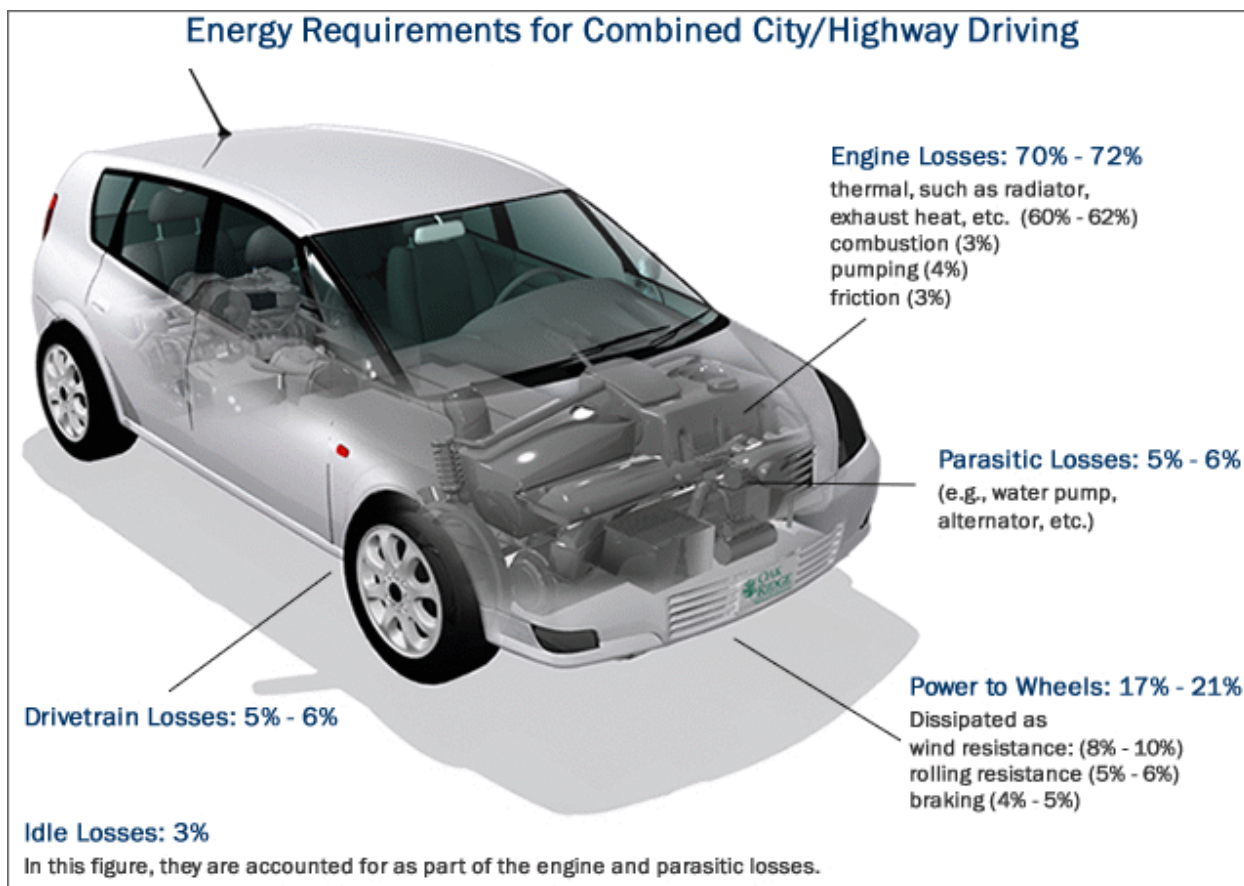 Energy Requirements for Combined City/Highway Driving
Engine Losses: 70% - 72%
thermal, such as radiator,
exhaust heat, etc. (60% - 62%)
combustion (3%)
pumping (4%)
friction (3%)
Parasitic Losses: 5% - 6%
(e.g., water pump,
alternator, etc.)
OAK
RIDGE
Power to Wheels: 17% - 21%
Dissipated as
wind resistance: (8% - 10%)
rolling resistance (5% - 6%)
braking (4% - 5%)
Drivetrain Losses: 5% - 6%
Idle Losses: 3%
In this figure, they are accounted for as part of the engine and parasitic losses.